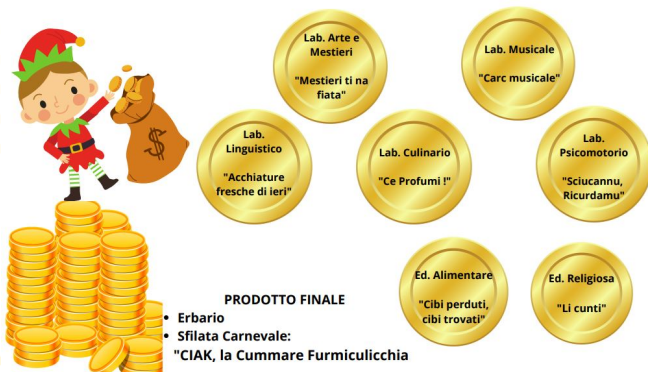 Lab. Arte e
Mestieri
"Mestieri ti na
fiata"
Lab. Musicale
"Carc musicale"
Lab.
Linguistico
"Acchiature
fresche di ieri"
Lab. Culinario
"Ce Profumi !"
Lab.
Psicomotorio
"Sciucannu,
Ricurdamu"
Ed. Alimentare
"Cibi perduti,
cibi trovati"
Ed. Religiosa
"Li cunti"
PRODOTTO FINALE
• Erbario
• Sfilata Carnevale:
"CIAK, la Cummare Furmiculicchia
$